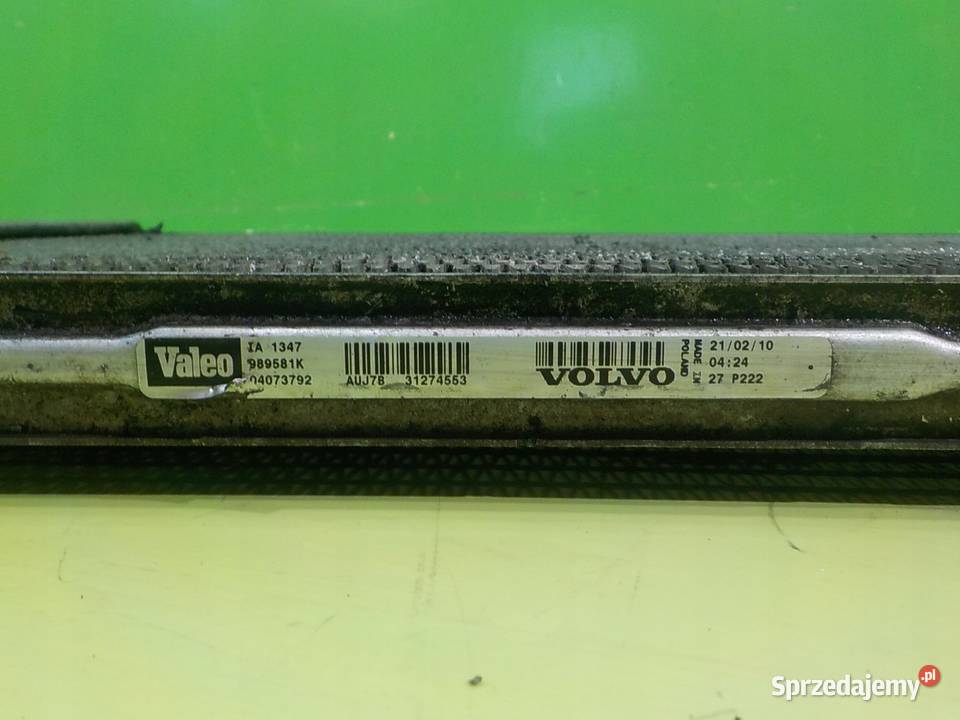 Valeo
IA 1347
989581K
04073792
AUJ7B 31274553
VOLVO
MADE IN
POLAND
21/02/10
04:24
27 P222
Sprzedajemy.pl